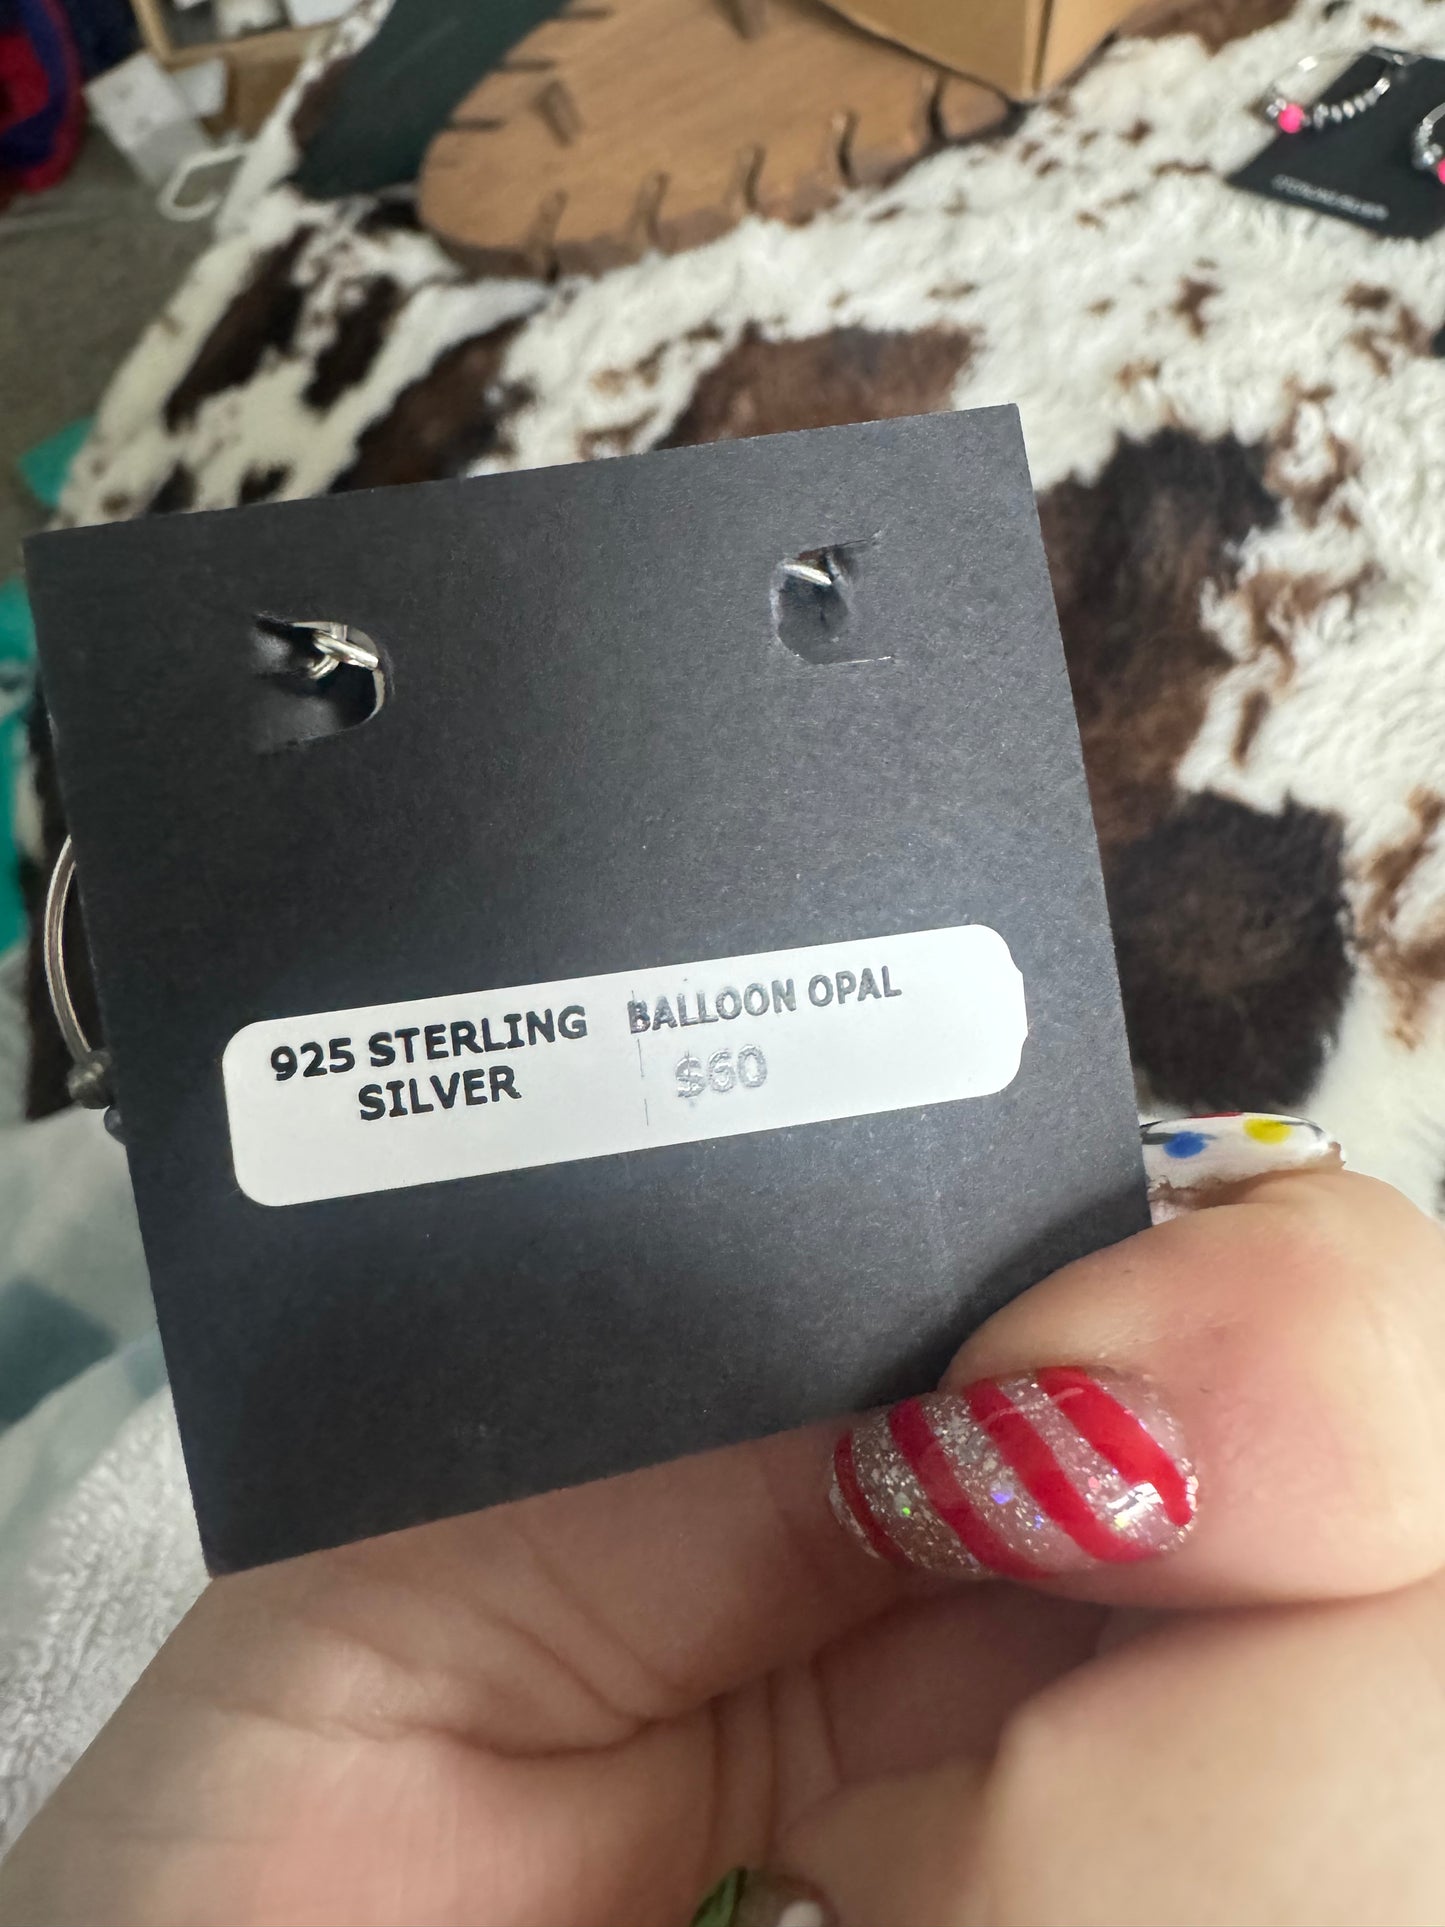 925 STERLING
SILVER
BALLOON OPAL
$60